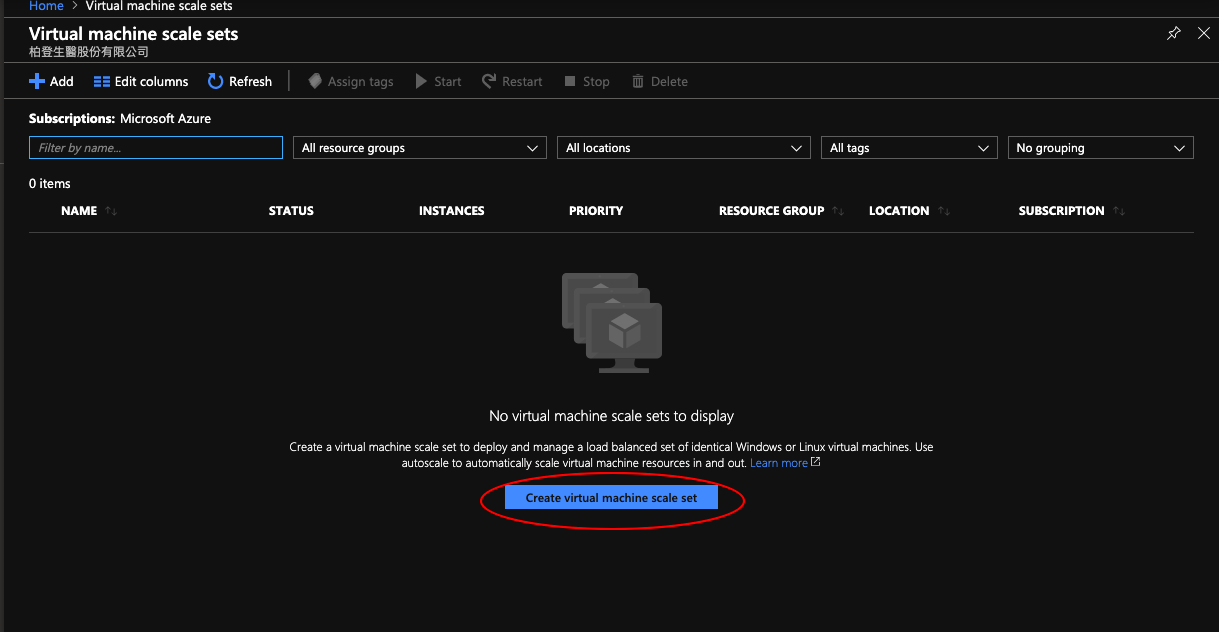 Home > Virtual machine scale sets
Virtual machine scale sets
柏登生醫股份有限公司
Add Edit columns Refresh Assign tags Start Restart Stop Delete
Subscriptions: Microsoft Azure
Filter by name... All resource groups All locations All tags No grouping
0 items
NAME STATUS INSTANCES PRIORITY RESOURCE GROUP LOCATION SUBSCRIPTION
No virtual machine scale sets to display
Create a virtual machine scale set to deploy and manage a load balanced set of identical Windows or Linux virtual machines. Use
autoscale to automatically scale virtual machine resources in and out. Learn more
Create virtual machine scale set